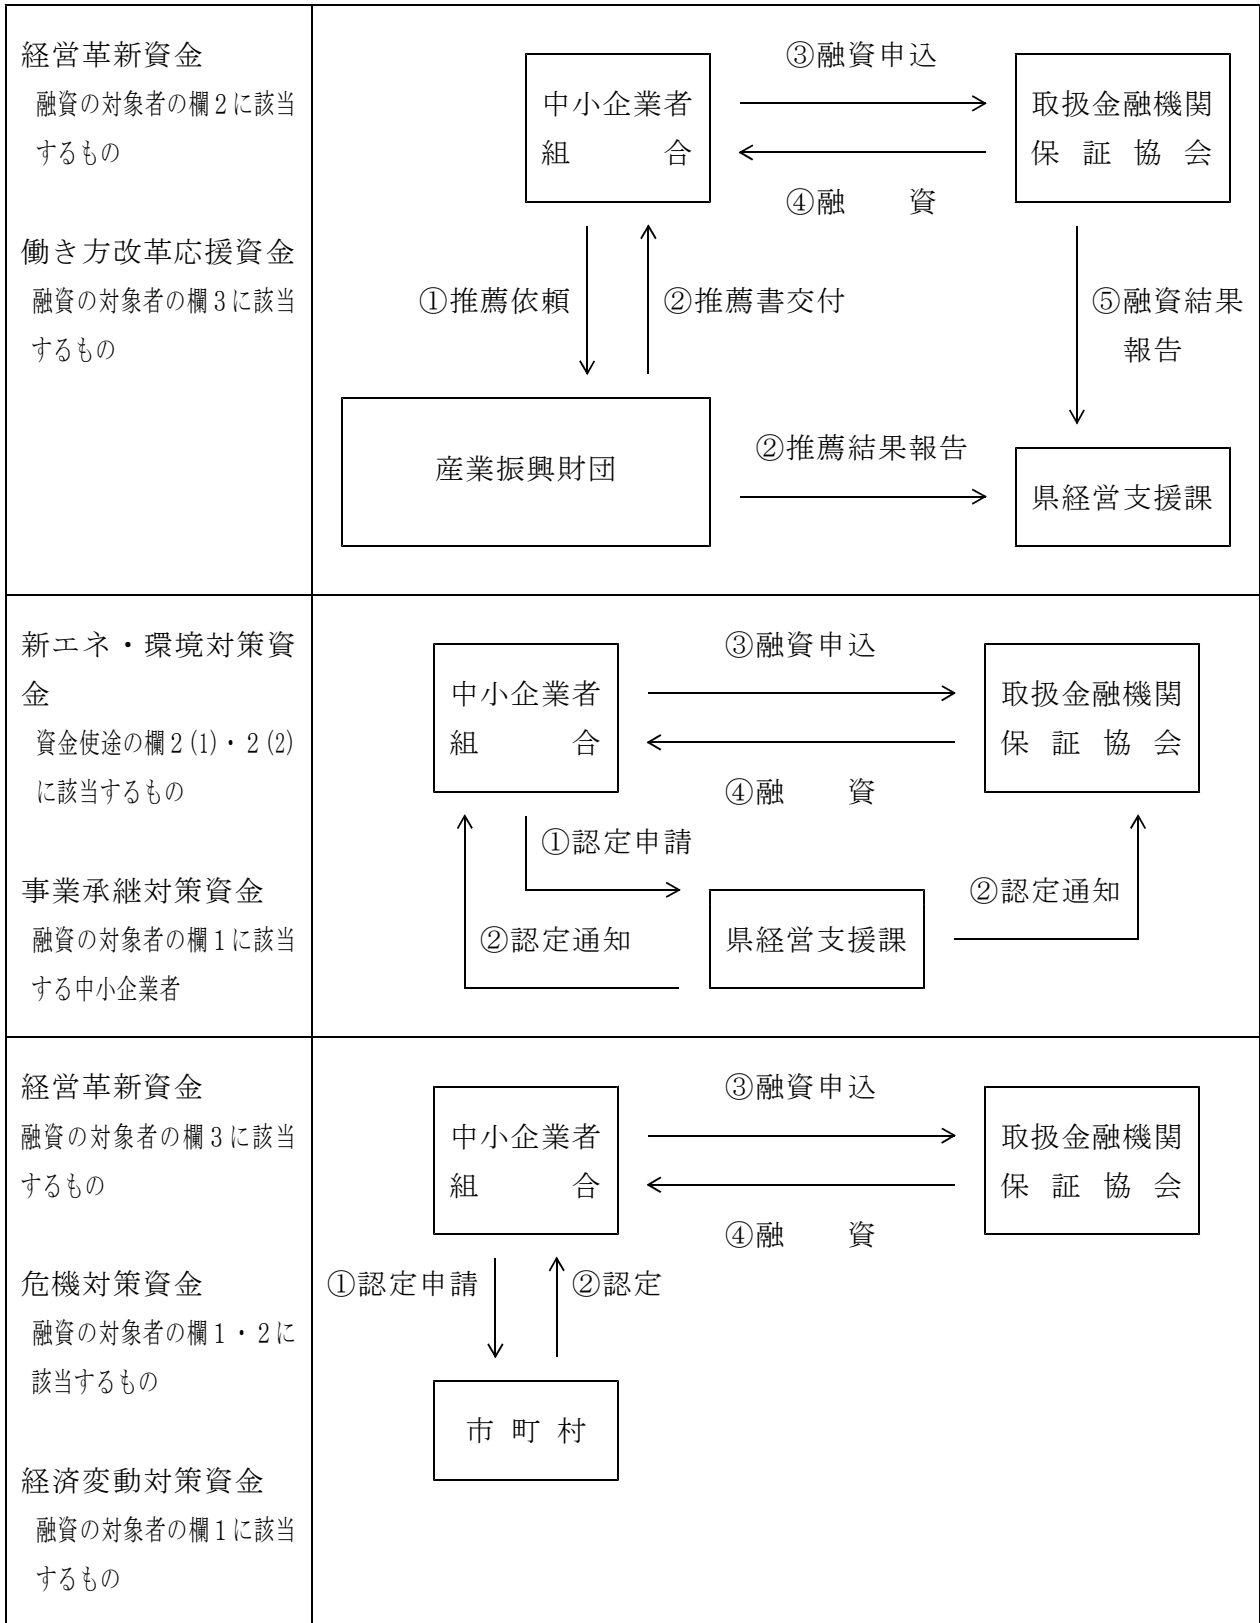 経営革新資金
融資の対象者の欄2に該当
するもの
働き方改革応援資金
融資の対象者の欄3に該当
するもの
③融資申込
中小企業者
組　　合
取扱金融機関
保証協会
④融　　資
①推薦依頼
②推薦書交付
⑤融資結果
報告
産業振興財団
②推薦結果報告
県経営支援課
新エネ・環境対策資
金
資金使途の欄2(1)・2(2)
に該当するもの
事業承継対策資金
融資の対象者の欄1に該当
する中小企業者
③融資申込
中小企業者
組　　合
取扱金融機関
保証協会
④融　　資
①認定申請
②認定通知
県経営支援課
②認定通知
経営革新資金
融資の対象者の欄3に該当
するもの
危機対策資金
融資の対象者の欄1・2に
該当するもの
経済変動対策資金
融資の対象者の欄1に該当
するもの
③融資申込
中小企業者
組　　合
取扱金融機関
保証協会
④融　　資
①認定申請
②認定
市町村